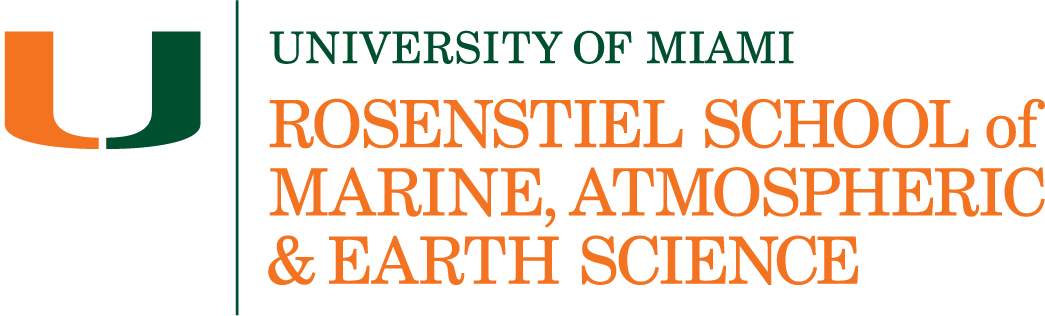 UNIVERSITY OF MIAMI
ROSENSTIEL SCHOOL of
MARINE, ATMOSPHERIC
& EARTH SCIENCE